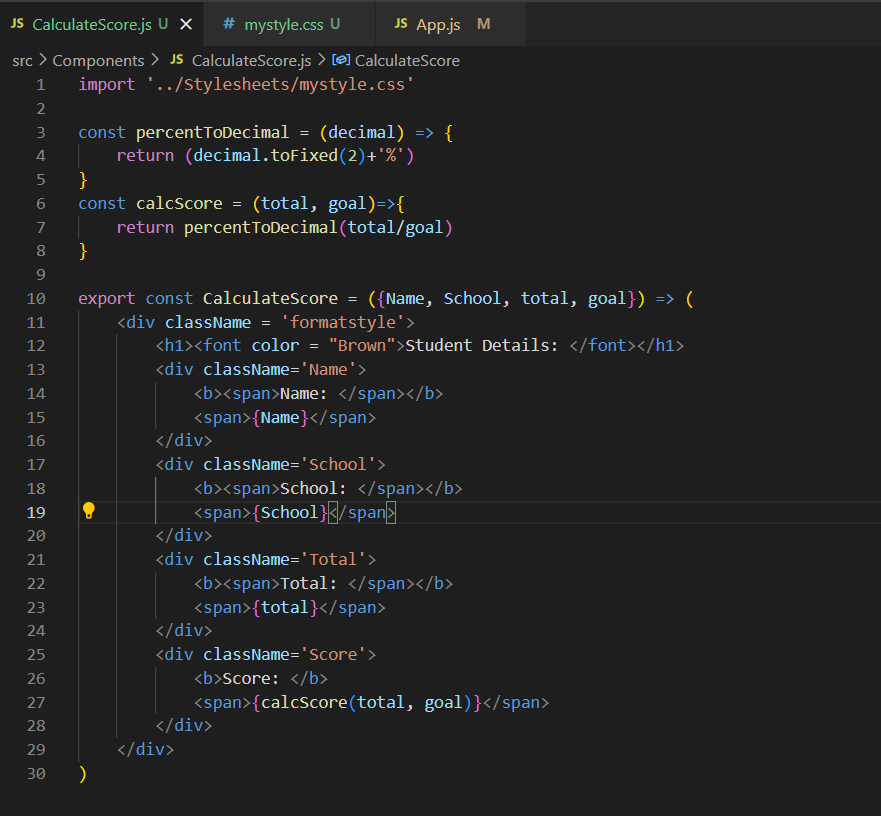 JS CalculateScore.js U × # mystyle.css U JS App.js M
src > Components > JS CalculateScore.js > CalculateScore
1 import '../Stylesheets/mystyle.css'
2
3 const percentToDecimal = (decimal) => {
4     return (decimal.toFixed(2)+'%')
5 }
6 const calcScore = (total, goal)=>{
7     return percentToDecimal(total/goal)
8 }
9
10 export const CalculateScore = ({Name, School, total, goal}) => (
11     <div className = 'formatstyle'>
12         <h1><font color = "Brown">Student Details: </font></h1>
13         <div className='Name'>
14             <b><span>Name: </span></b>
15             <span>{Name}</span>
16         </div>
17         <div className='School'>
18             <b><span>School: </span></b>
19             <span>{School}</span>
20         </div>
21         <div className='Total'>
22             <b><span>Total: </span></b>
23             <span>{total}</span>
24         </div>
25         <div className='Score'>
26             <b>Score: </b>
27             <span>{calcScore(total, goal)}</span>
28         </div>
29     </div>
30 )